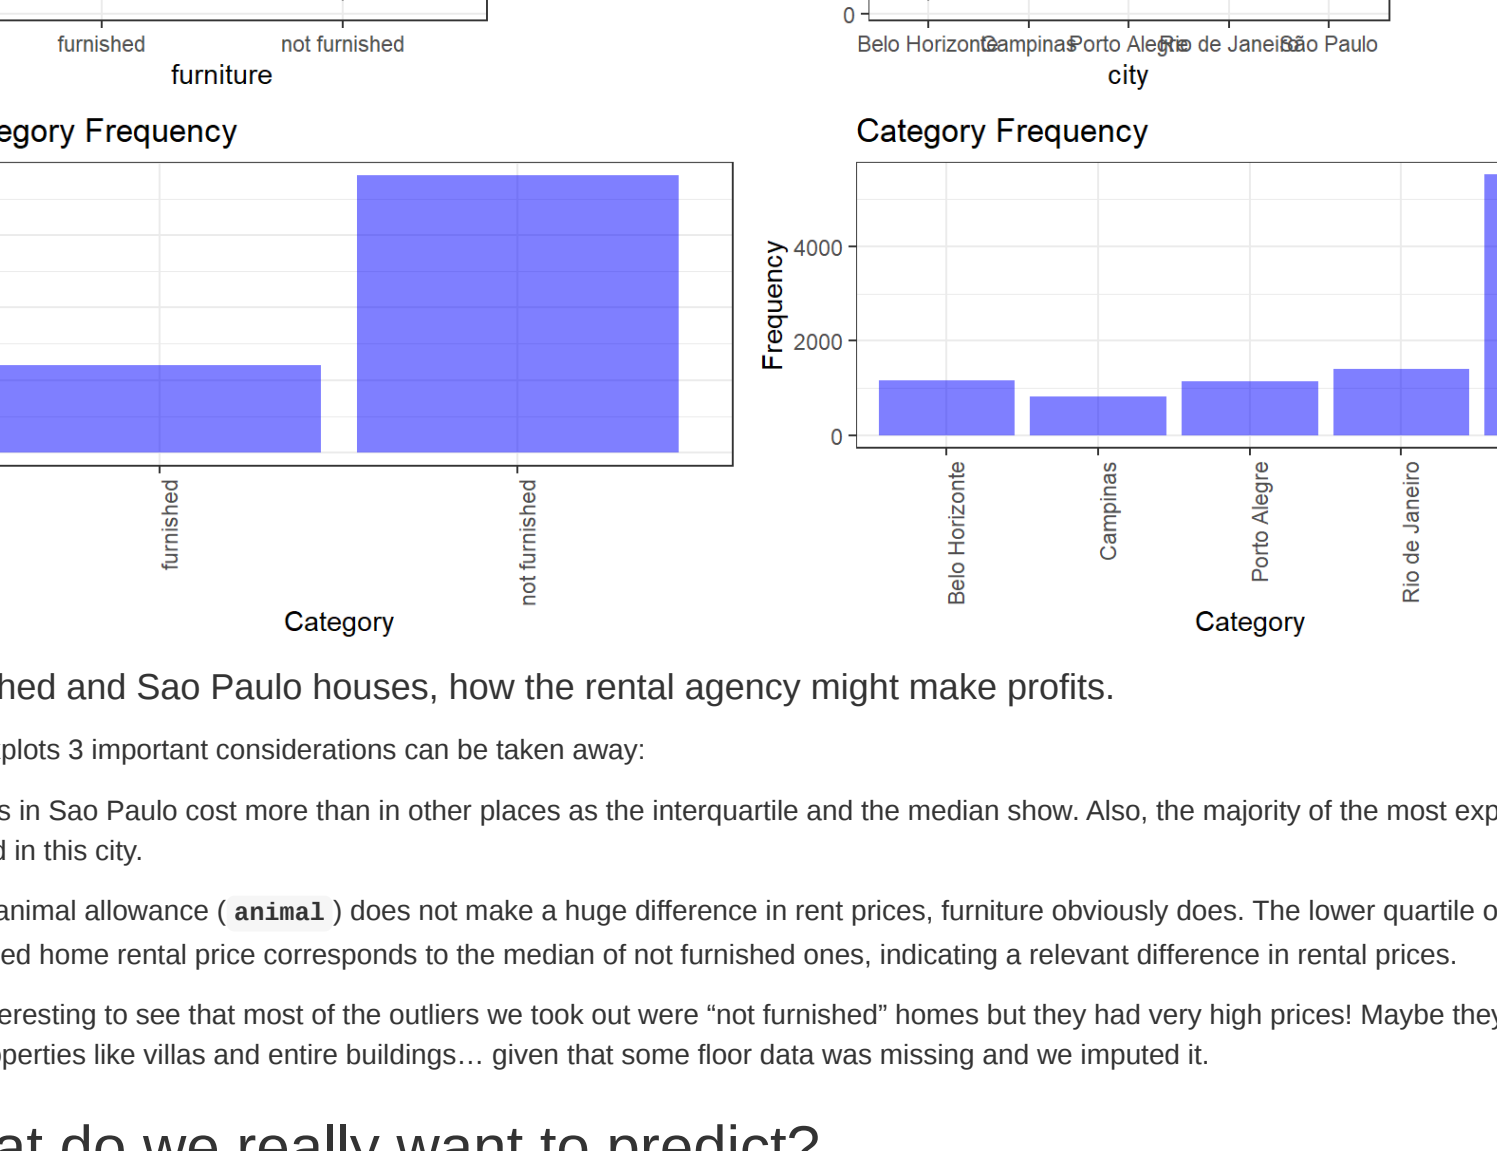 furnished not furnished
furniture
0
Belo Horizonte Campinas Porto Alegre Rio de Janeiro São Paulo
city
egory Frequency
furnished
not furnished
Category
Category Frequency
Frequency
4000
2000
0
Belo Horizonte
Campinas
Porto Alegre
Rio de Janeiro
Category
hed and Sao Paulo houses, how the rental agency might make profits.
plots 3 important considerations can be taken away:
s in Sao Paulo cost more than in other places as the interquartile and the median show. Also, the majority of the most exp
d in this city.
animal allowance ( animal ) does not make a huge difference in rent prices, furniture obviously does. The lower quartile o
ed home rental price corresponds to the median of not furnished ones, indicating a relevant difference in rental prices.
eresting to see that most of the outliers we took out were “not furnished” homes but they had very high prices! Maybe they
perties like villas and entire buildings… given that some floor data was missing and we imputed it.
at do we really want to predict?